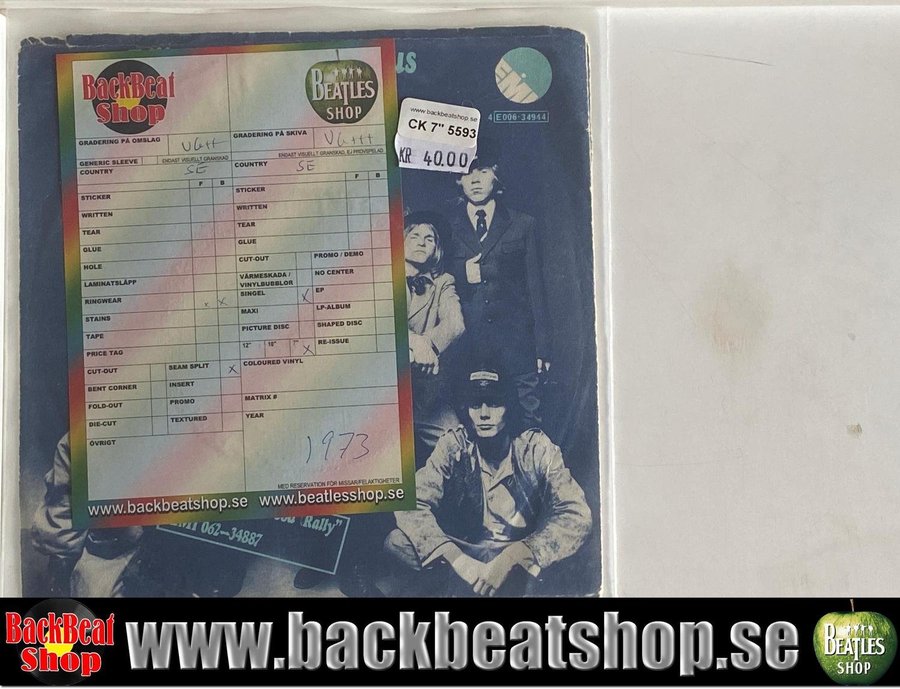 us
EMI
4 E006-34944
www.backbeatshop.se
CK 7" 5593
KR 40.00
BackBeat
Shop
BEATLES
SHOP
GRADERING PÅ OMSLAG VG++
GRADERING PÅ SKIVA VG+++
GENERIC SLEEVE
ENDAST VISUELLT GRANSKAD
ENDAST VISUELLT GRANSKAD, EJ PROVSPELAD
COUNTRY SE
COUNTRY SE
F B
F B
STICKER
WRITTEN
TEAR
GLUE
HOLE
LAMINATSLÄPP
RINGWEAR x x
STAINS
TAPE
PRICE TAG
STICKER
WRITTEN
TEAR
GLUE
CUT-OUT
PROMO / DEMO
VÄRMESKADA /
VINYLBUBBLOR
NO CENTER
SINGEL X
EP
MAXI
LP-ALBUM
PICTURE DISC
SHAPED DISC
12" 10" 7" X
RE-ISSUE
CUT-OUT
SEAM SPLIT X
COLOURED VINYL
BENT CORNER
INSERT
FOLD-OUT
PROMO
MATRIX #
DIE-CUT
TEXTURED
YEAR
ÖVRIGT
1973
MED RESERVATION FÖR MISSAR/FELAKTIGHETER
www.backbeatshop.se www.beatlesshop.se
Rally"
062-34887
BackBeat
Shop
www.backbeatshop.se
BEATLES
SHOP